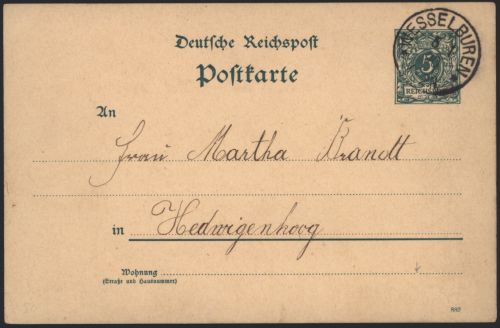 Deutsche Reichspost
Postkarte
WESSELBUREN
5
An
Frau Martha Brandt
in Hedwigenkoog
Wohnung
(Straße und Hausnummer)